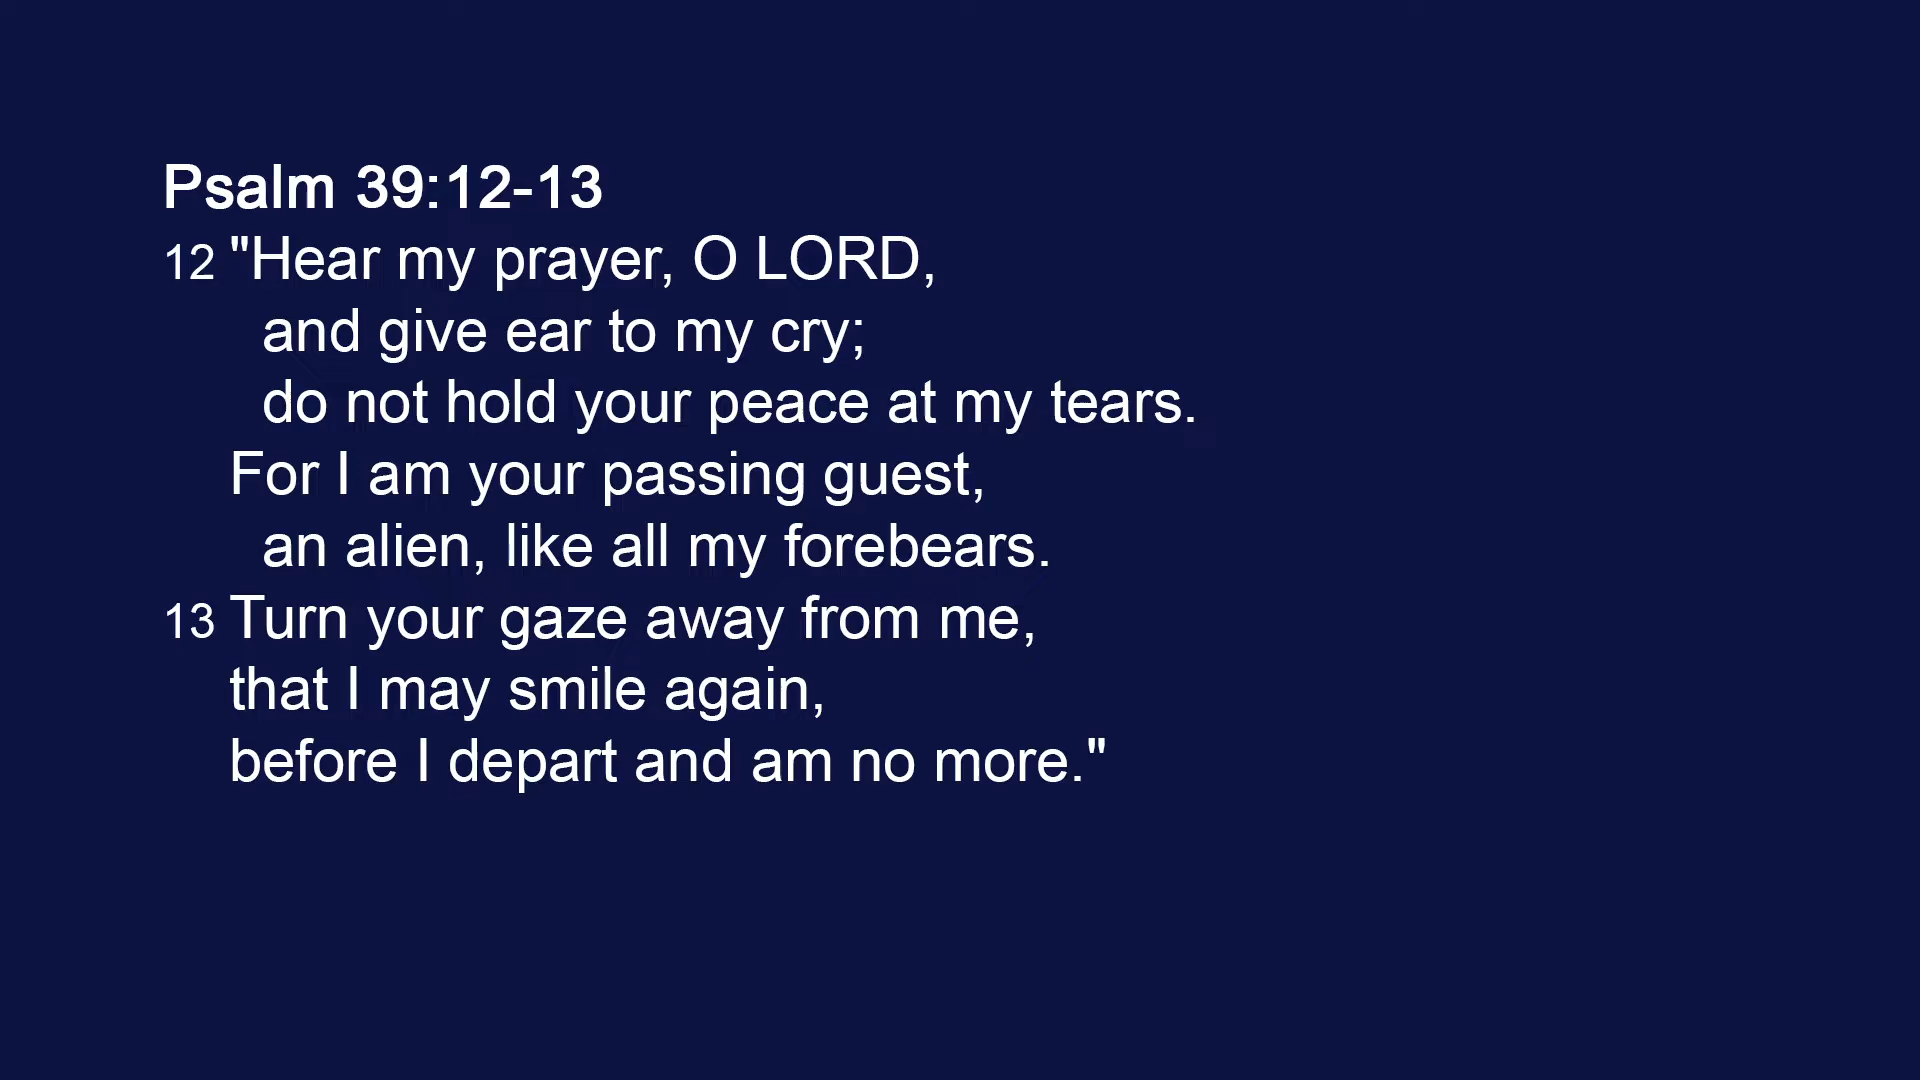 Psalm 39:12-13
12 "Hear my prayer, O LORD,
and give ear to my cry;
do not hold your peace at my tears.
For I am your passing guest,
an alien, like all my forebears.
13 Turn your gaze away from me,
that I may smile again,
before I depart and am no more."